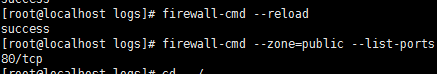 success
[root@localhost logs]# firewall-cmd --reload
success
[root@localhost logs]# firewall-cmd --zone=public --list-ports
80/tcp
[root@localhost logs]# cd ../